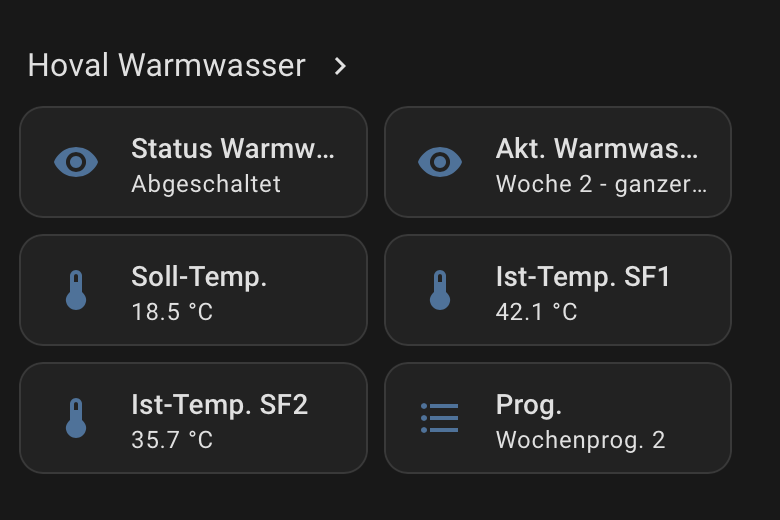 Hoval Warmwasser
Status Warmw...
Abgeschaltet
Akt. Warmwas...
Woche 2 - ganzer...
Soll-Temp.
18.5 °C
Ist-Temp. SF1
42.1 °C
Ist-Temp. SF2
35.7 °C
Prog.
Wochenprog. 2